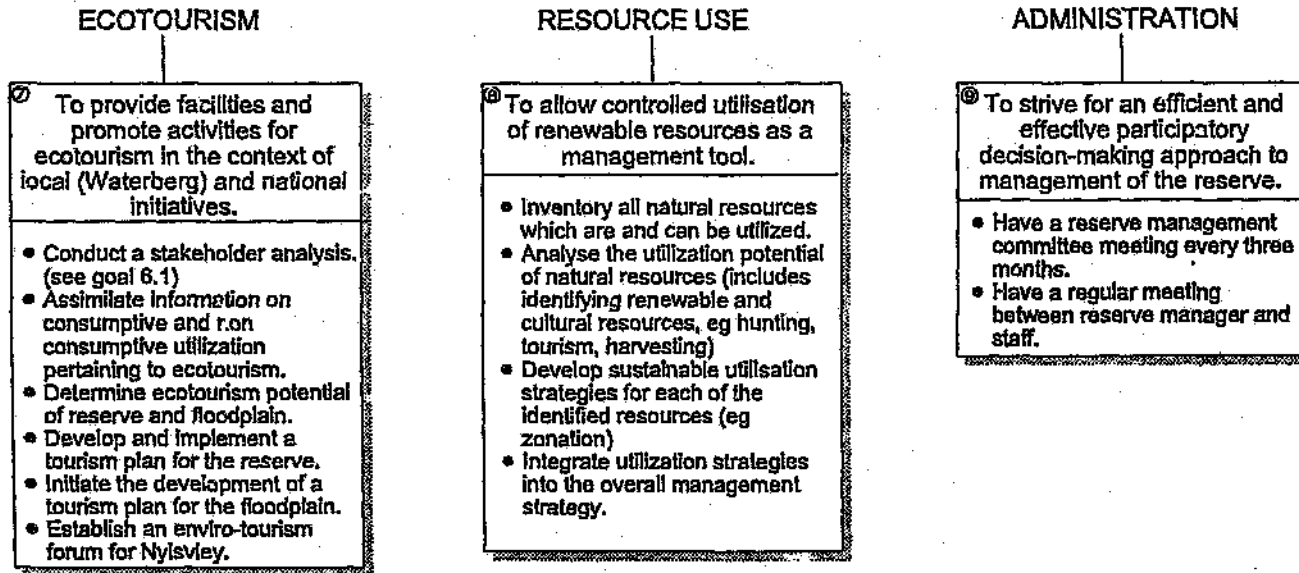 ECOTOURISM
⑦ To provide facilities and
promote activities for
ecotourism in the context of
local (Waterberg) and national
initiatives.
• Conduct a stakeholder analysis.
(see goal 6.1)
• Assimilate information on
consumptive and r.on
consumptive utilization
pertaining to ecotourism.
• Determine ecotourism potential
of reserve and floodplain.
• Develop and implement a
tourism plan for the reserve.
• Initiate the development of a
tourism plan for the floodplain.
• Establish an enviro-tourism
forum for Nylsvley.
RESOURCE USE
⑧ To allow controlled utilisation
of renewable resources as a
management tool.
• Inventory all natural resources
which are and can be utilized.
• Analyse the utilization potential
of natural resources (includes
identifying renewable and
cultural resources, eg hunting,
tourism, harvesting)
• Develop sustainable utilisation
strategies for each of the
identified resources (eg
zonation)
• Integrate utilization strategies
into the overall management
strategy.
ADMINISTRATION
⑨ To strive for an efficient and
effective participatory
decision-making approach to
management of the reserve.
• Have a reserve management
committee meeting every three
months.
• Have a regular meeting
between reserve manager and
staff.